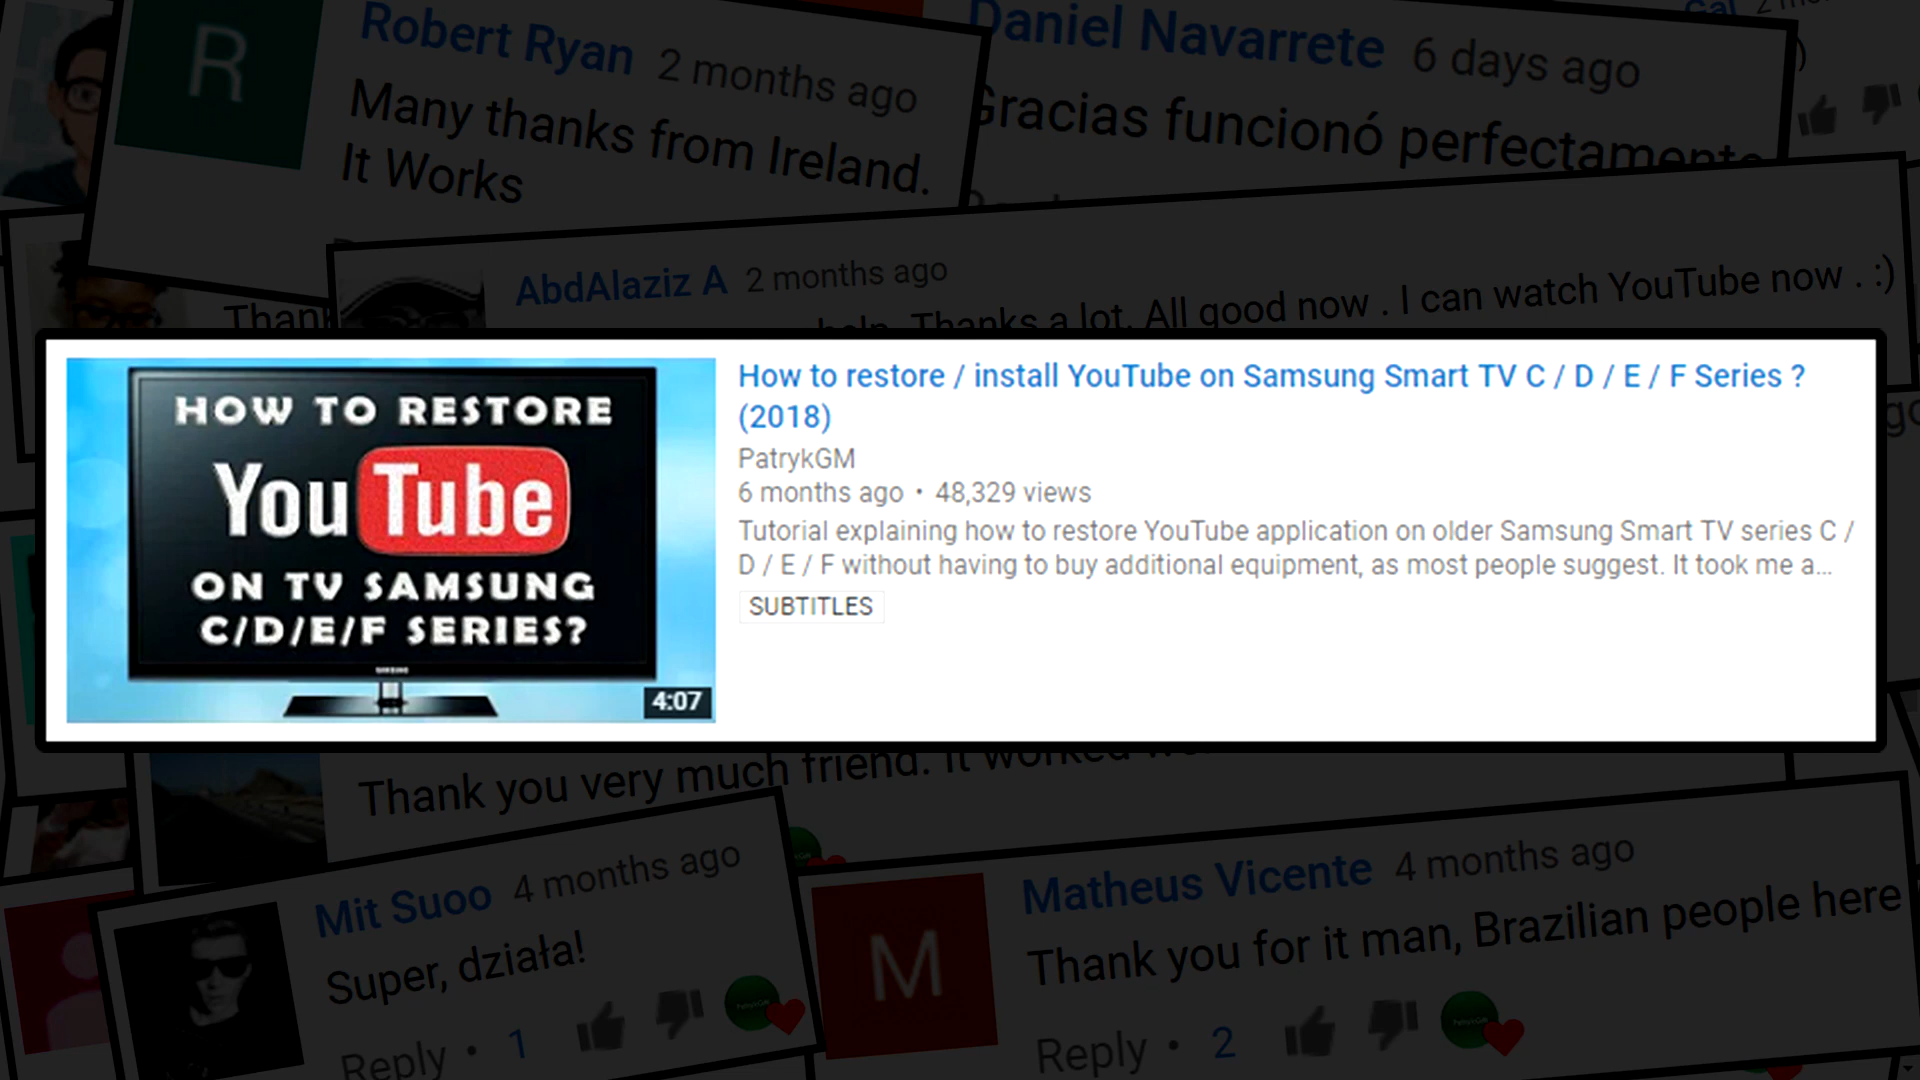 R
Robert Ryan 2 months ago
Many thanks from Ireland.
It Works
Daniel Navarrete 6 days ago
Gracias funcionó perfectamente
AbdAlaziz A 2 months ago
help. Thanks a lot. All good now . I can watch YouTube now . :)
HOW TO RESTORE
YouTube
ON TV SAMSUNG
C/D/E/F SERIES?
SAMSUNG
4:07
How to restore / install YouTube on Samsung Smart TV C / D / E / F Series ?
(2018)
PatrykGM
6 months ago • 48,329 views
Tutorial explaining how to restore YouTube application on older Samsung Smart TV series C /
D / E / F without having to buy additional equipment, as most people suggest. It took me a...
SUBTITLES
Thank you very much friend. It worked
Mit Suoo 4 months ago
Super, działa!
Reply • 1
M
Matheus Vicente 4 months ago
Thank you for it man, Brazilian people here
Reply • 2